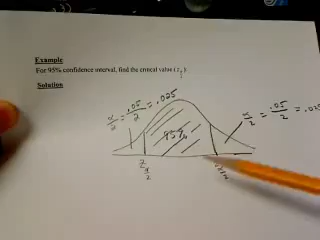 Example
For 95% confidence interval, find the critical value (z_α/2)
Solution
α/2 = .05/2 = .025
α/2 = .05/2 = .02
95%
Z_α/2